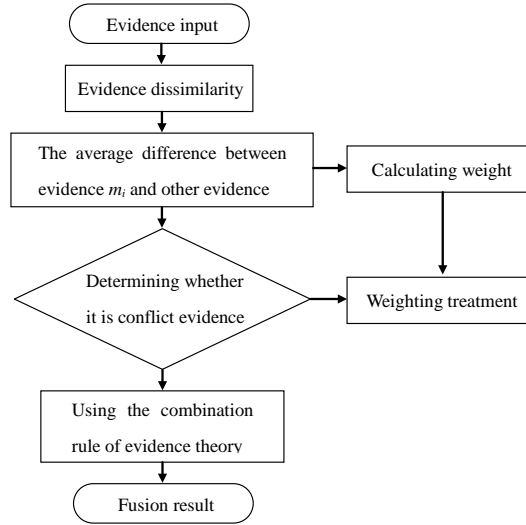 Evidence input
Evidence dissimilarity
The average difference between
evidence mᵢ and other evidence
Calculating weight
Determining whether
it is conflict evidence
Weighting treatment
Using the combination
rule of evidence theory
Fusion result